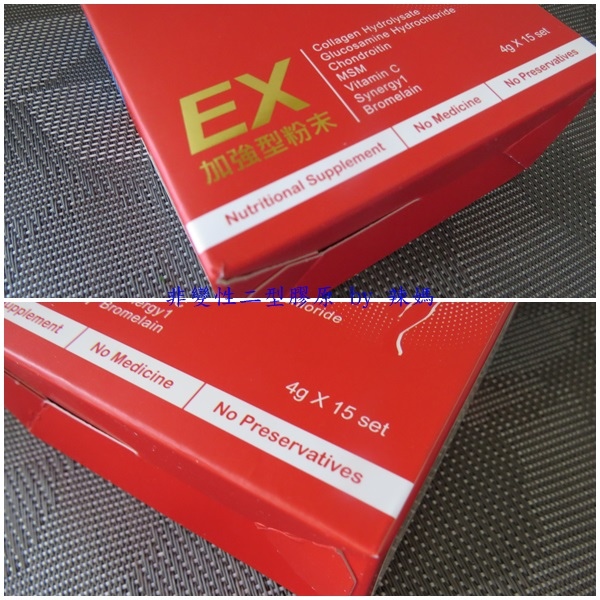 EX
加強型粉末
Collagen Hydrolysate
Glucosamine Hydrochloride
Chondroitin
MSM
Vitamin C
Synergy1
Bromelain
4g X 15 set
Nutritional Supplement
No Medicine
No Preservatives
非變性二型膠原 by 辣媽
loride
ergy1
Bromelain
upplement
No Medicine
No Preservatives
4g X 15 set